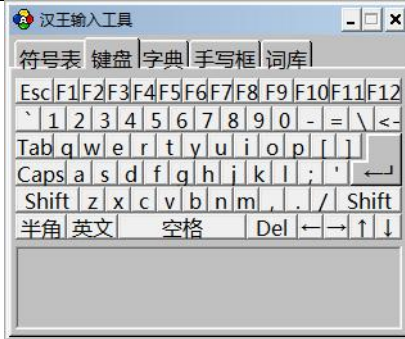 汉王输入工具
符号表 键盘 字典 手写框 词库
Esc F1 F2 F3 F4 F5 F6 F7 F8 F9 F10 F11 F12
` 1 2 3 4 5 6 7 8 9 0 - = \ <-
Tab q w e r t y u i o p [ ]
Caps a s d f g h j k l ; ' ←┘
Shift z x c v b n m , . / Shift
半角 英文 空格 Del ← → ↑ ↓